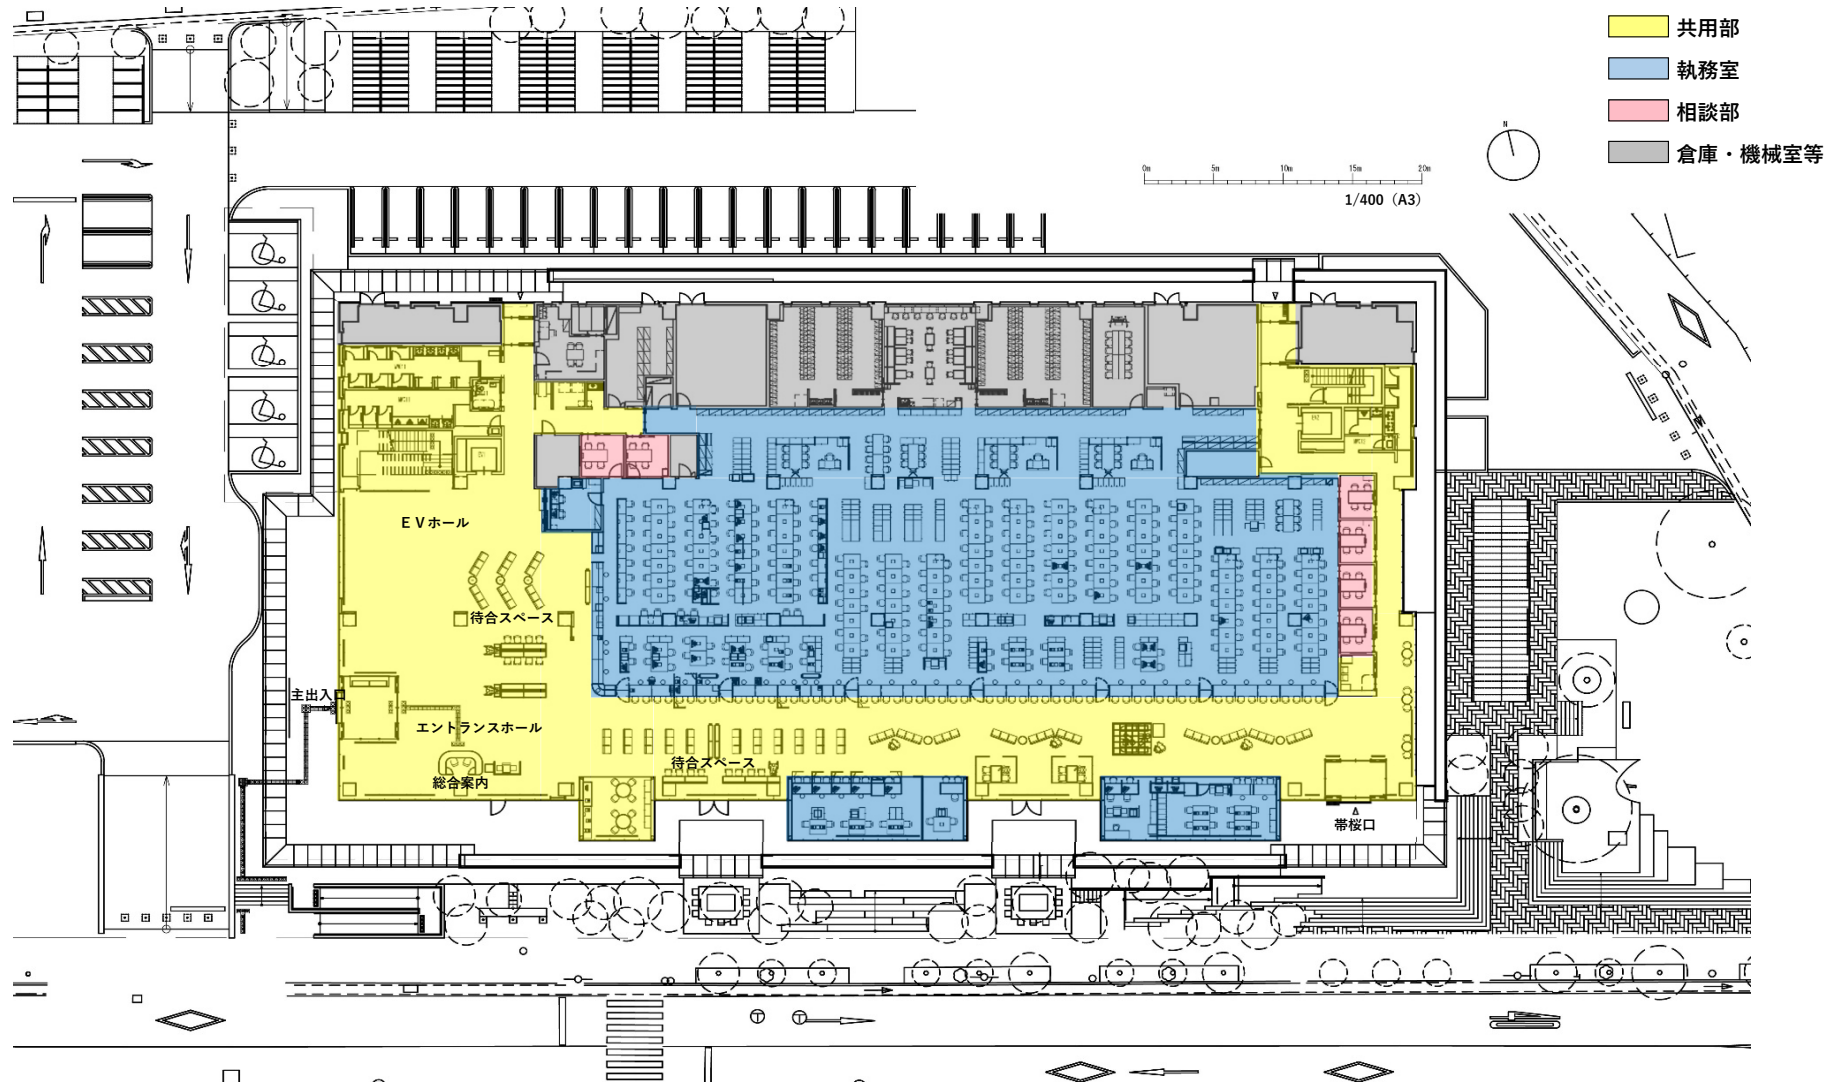 共用部
執務室
相談部
倉庫・機械室等
N
0m 5m 10m 15m 20m
1/400（A3）
ＥＶホール
待合スペース
主出入口
エントランスホール
待合スペース
総合案内
帯桜口